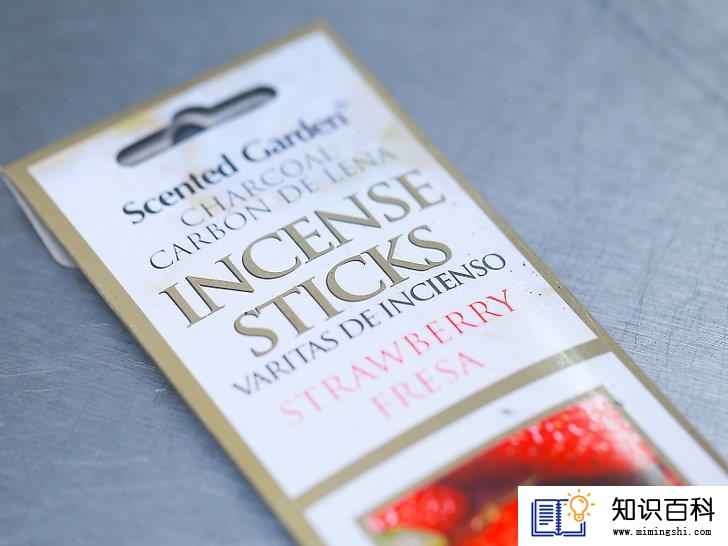 Scented Garden®
CHARCOAL
CARBON DE LENA
INCENSE
STICKS
VARITAS DE INCIENSO
STRAWBERRY
FRESA
知识百科
www.mimingshi.com